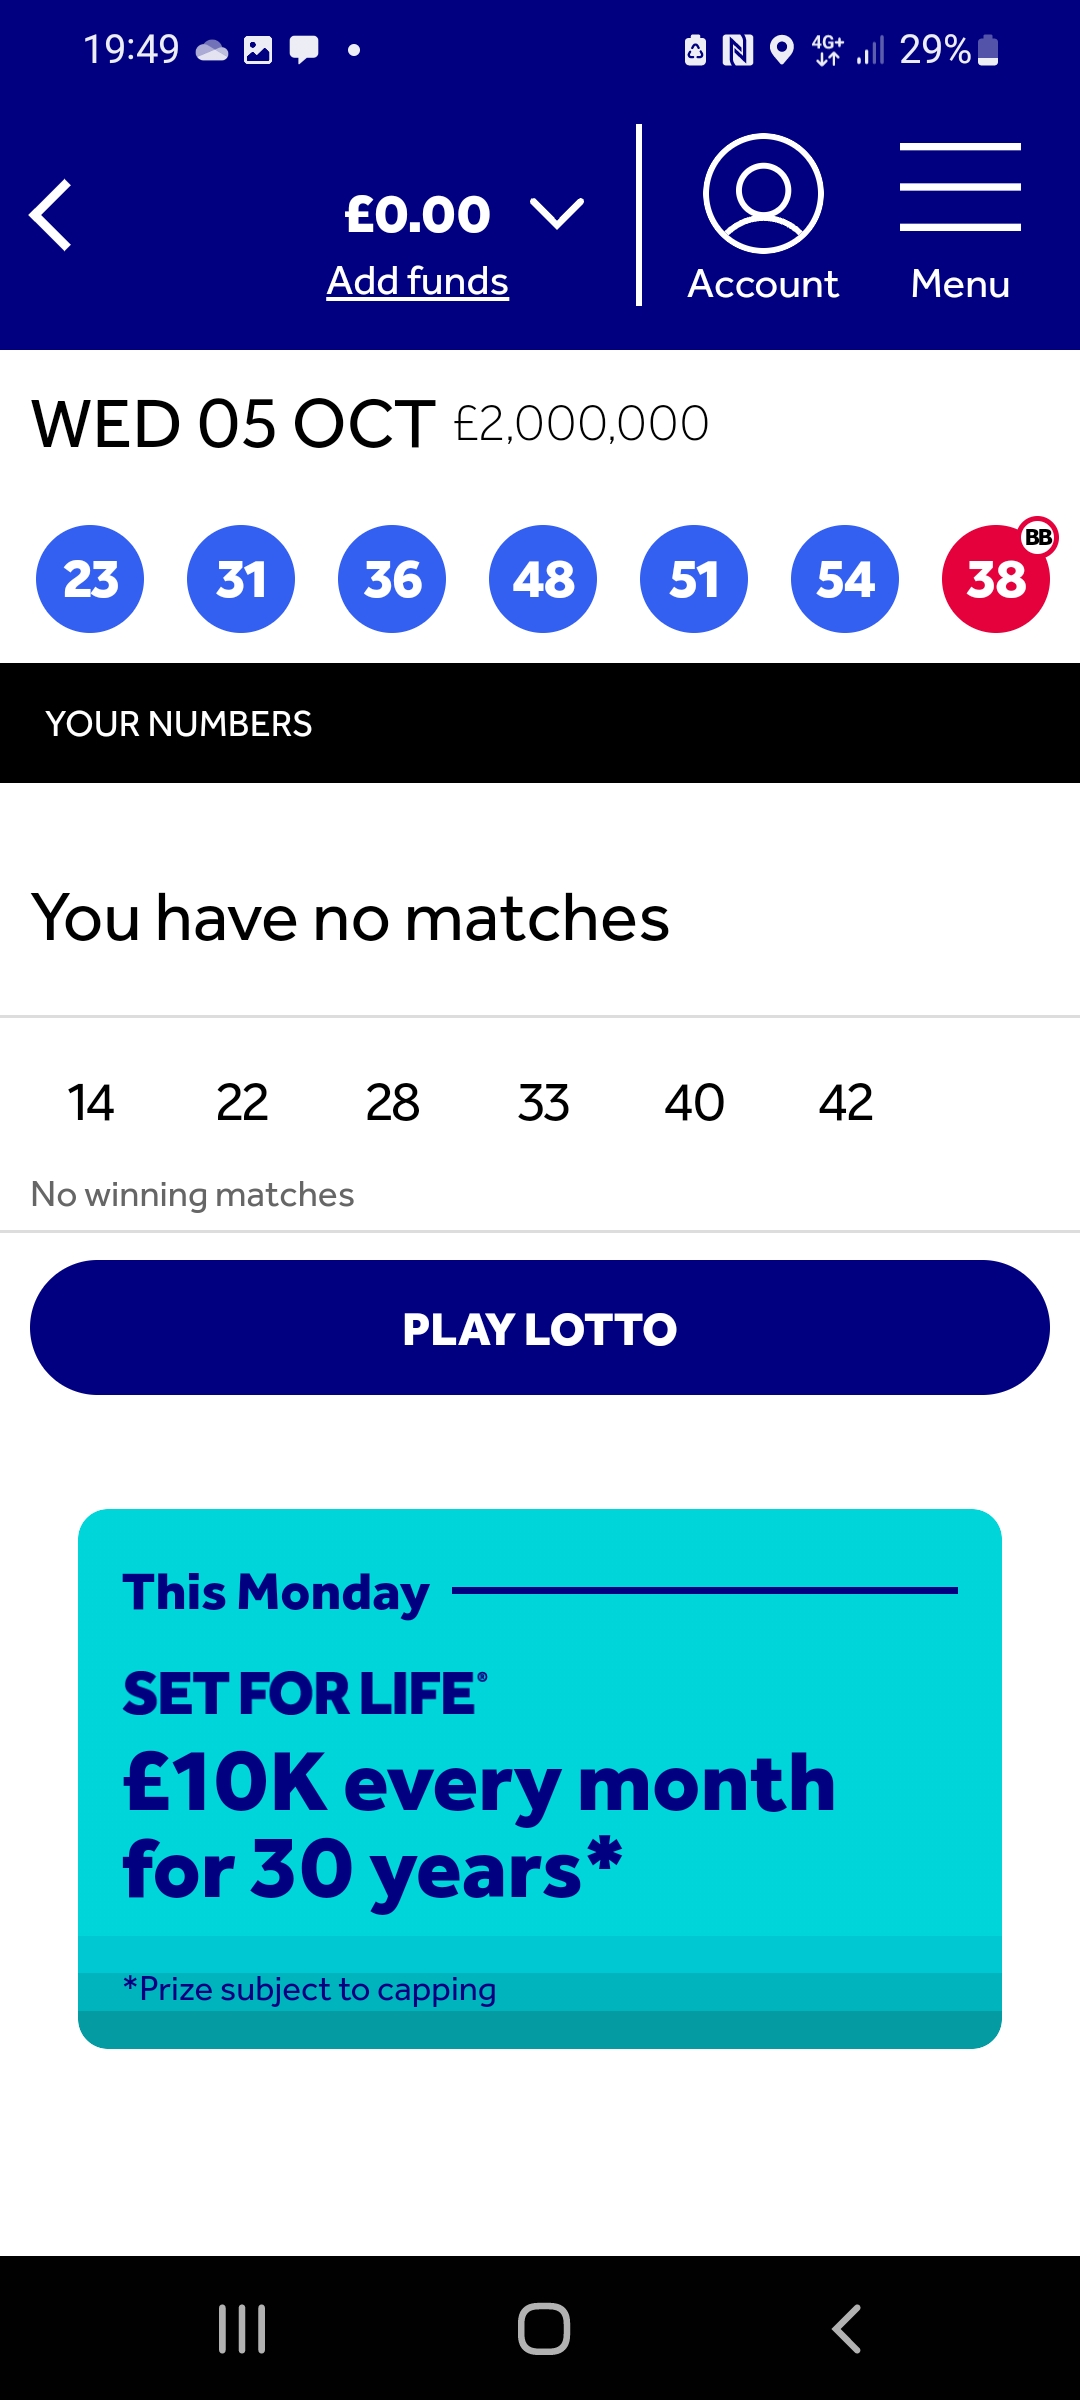 19:49 4G+ 29%
£0.00
Add funds
Account
Menu
WED 05 OCT £2,000,000
23 31 36 48 51 54 38 BB
YOUR NUMBERS
You have no matches
14 22 28 33 40 42
No winning matches
PLAY LOTTO
This Monday
SET FOR LIFE®
£10K every month
for 30 years*
*Prize subject to capping